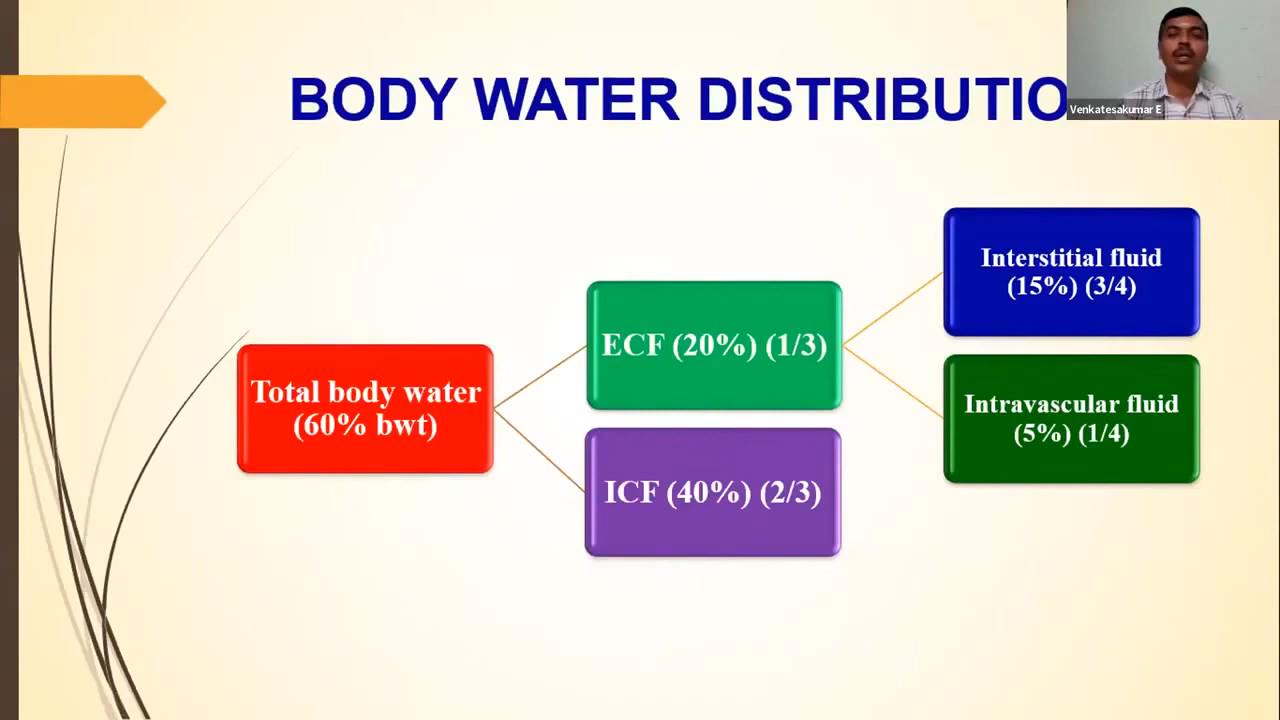 BODY WATER DISTRIBUTIO
Venkatesakumar E
Total body water
(60% bwt)
ECF (20%) (1/3)
ICF (40%) (2/3)
Interstitial fluid
(15%) (3/4)
Intravascular fluid
(5%) (1/4)